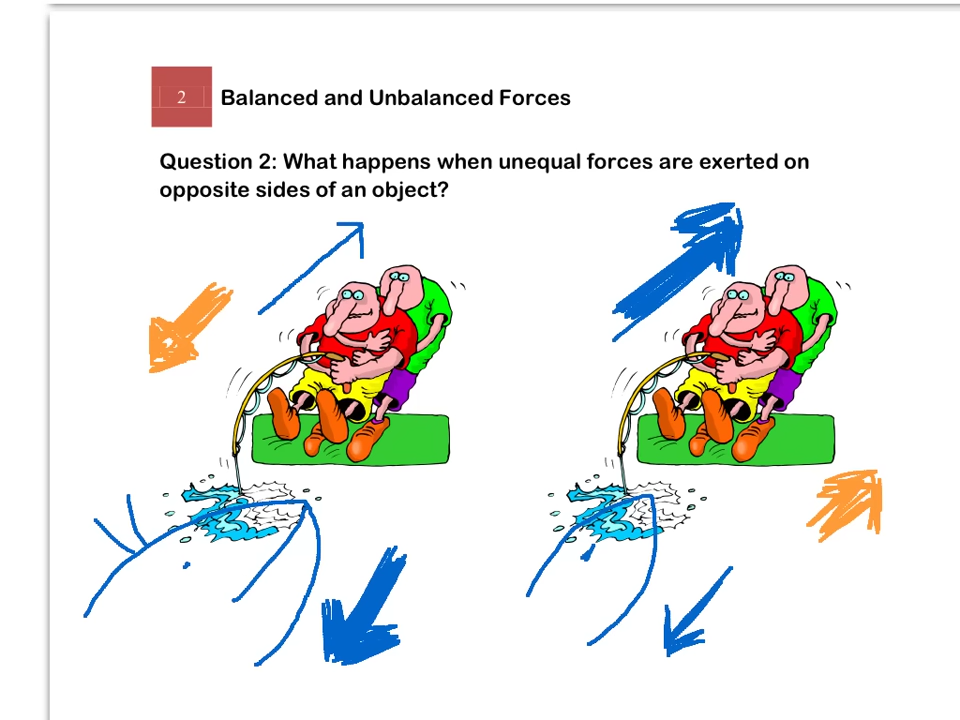 2
Balanced and Unbalanced Forces
Question 2: What happens when unequal forces are exerted on
opposite sides of an object?